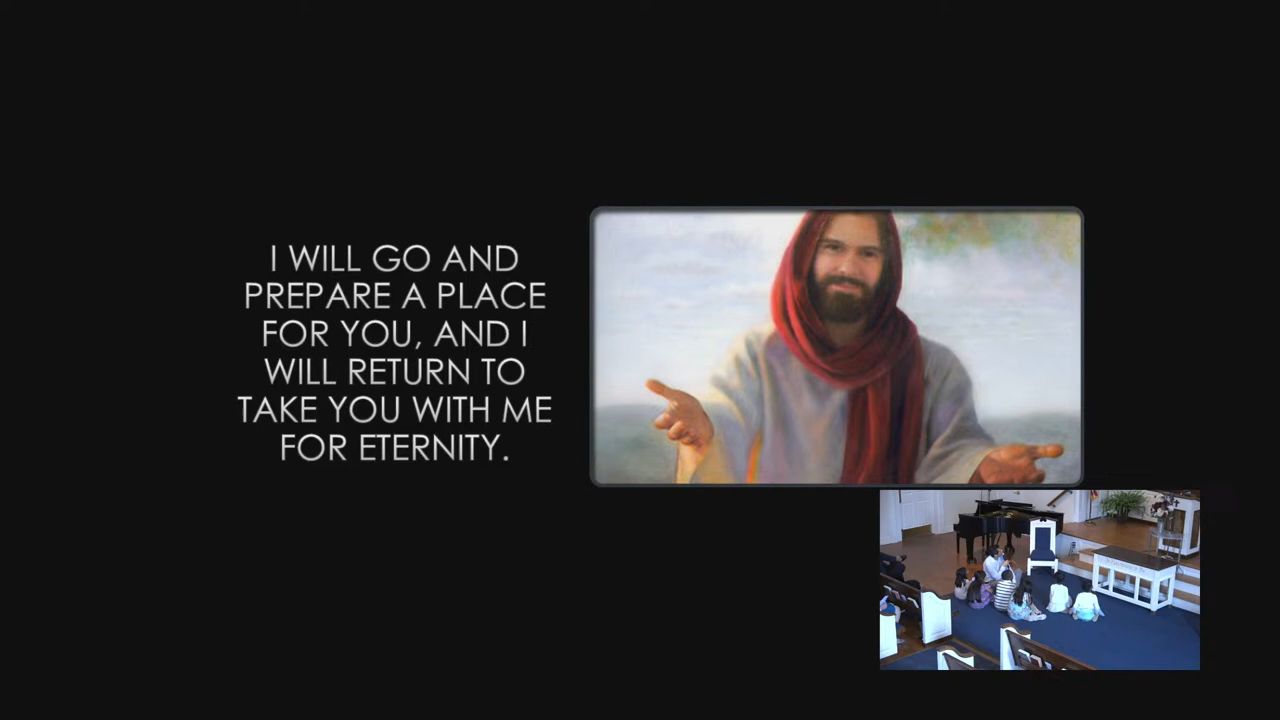 I WILL GO AND
PREPARE A PLACE
FOR YOU, AND I
WILL RETURN TO
TAKE YOU WITH ME
FOR ETERNITY.